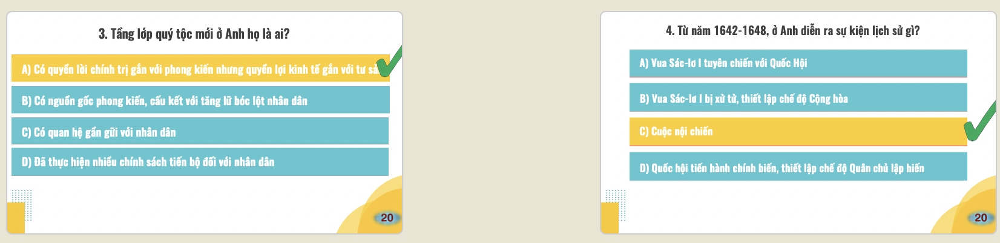 3. Tầng lớp quý tộc mới ở Anh họ là ai?
A) Có quyền lời chính trị gắn với phong kiến nhưng quyền lợi kinh tế gắn với tư
B) Có nguồn gốc phong kiến, cấu kết với tăng lữ bóc lột nhân dân
C) Có quan hệ gần gũi với nhân dân
D) Đã thực hiện nhiều chính sách tiến bộ đối với nhân dân
20
4. Từ năm 1642-1648, ở Anh diễn ra sự kiện lịch sử gì?
A) Vua Sác-lơ I tuyên chiến với Quốc Hội
B) Vua Sác-lơ I bị xử tử, thiết lập chế độ Cộng hòa
C) Cuộc nội chiến
D) Quốc hội tiến hành chính biến, thiết lập chế độ Quân chủ lập hiến
20